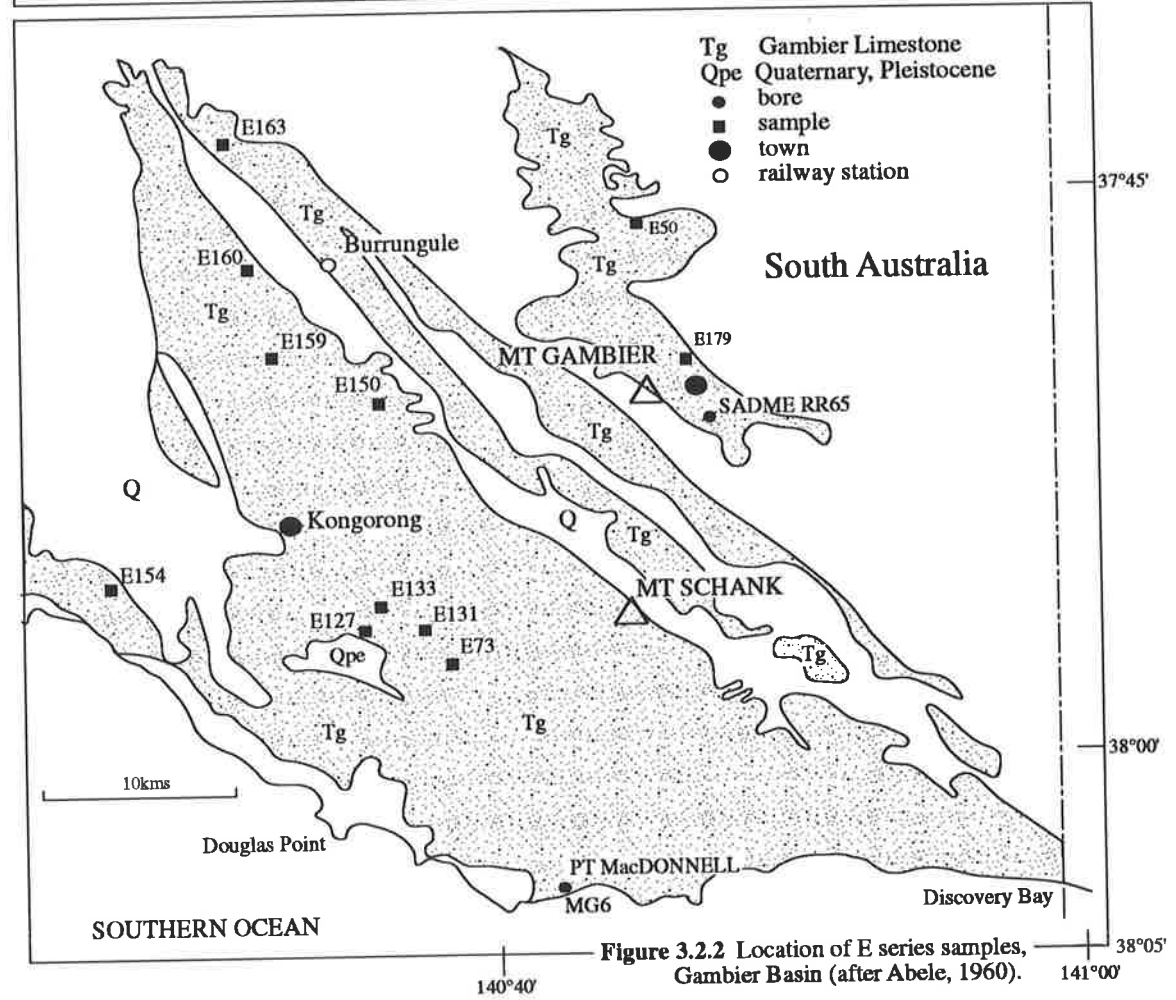 Tg Gambier Limestone
Qpe Quaternary, Pleistocene
bore
sample
town
railway station
E163
Tg
37°45'
Tg
E50
Burrungule
E160
Tg
South Australia
Tg
E159
E179
MT GAMBIER
E150
SADME RR65
Tg
Q
Kongorong
Q
Tg
E154
MT SCHANK
E133
E127
E131
E73
Qpe
Tg
Tg
Tg
38°00'
10kms
Douglas Point
PT MacDONNELL
MG6
Discovery Bay
SOUTHERN OCEAN
Figure 3.2.2 Location of E series samples,
Gambier Basin (after Abele, 1960).
38°05'
140°40'
141°00'